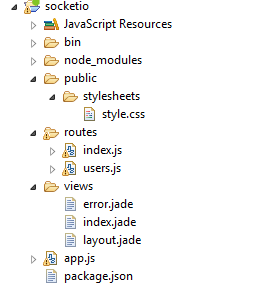 socketio
JavaScript Resources
bin
node_modules
public
stylesheets
style.css
routes
index.js
users.js
views
error.jade
index.jade
layout.jade
app.js
package.json